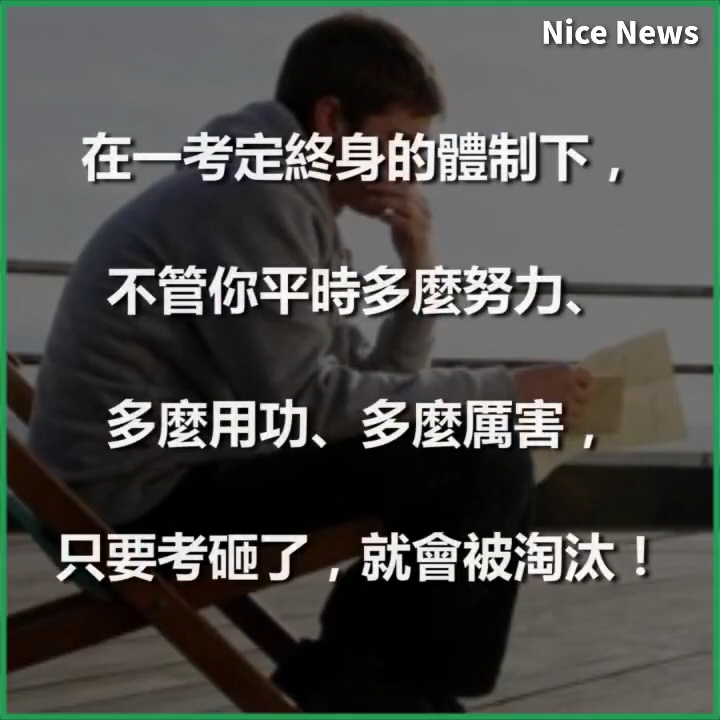 Nice News
在一考定終身的體制下，
不管你平時多麼努力、
多麼用功、多麼厲害，
只要考砸了，就會被淘汰！